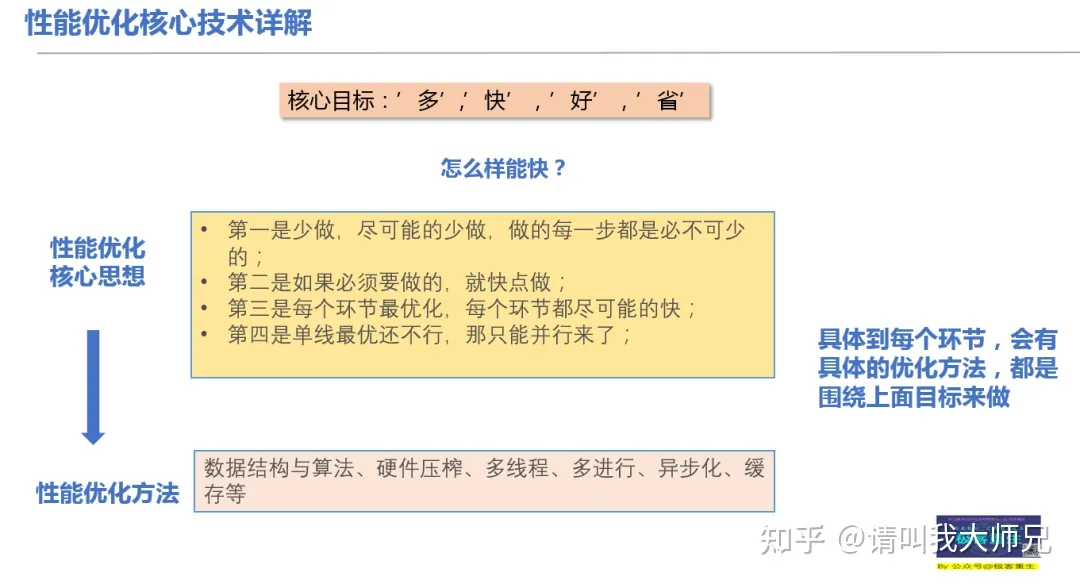 性能优化核心技术详解
核心目标：’多’，’快’，’好’，’省’
怎么样能快？
性能优化
核心思想
• 第一是少做，尽可能的少做，做的每一步都是必不可少
的；
• 第二是如果必须要做的，就快点做；
• 第三是每个环节最优化，每个环节都尽可能的快；
• 第四是单线最优还不行，那只能并行来了；
具体到每个环节，会有
具体的优化方法，都是
围绕上面目标来做
性能优化方法
数据结构与算法、硬件压榨、多线程、多进行、异步化、缓
存等
知乎 @请叫我大师兄
By 公众号@极客重生